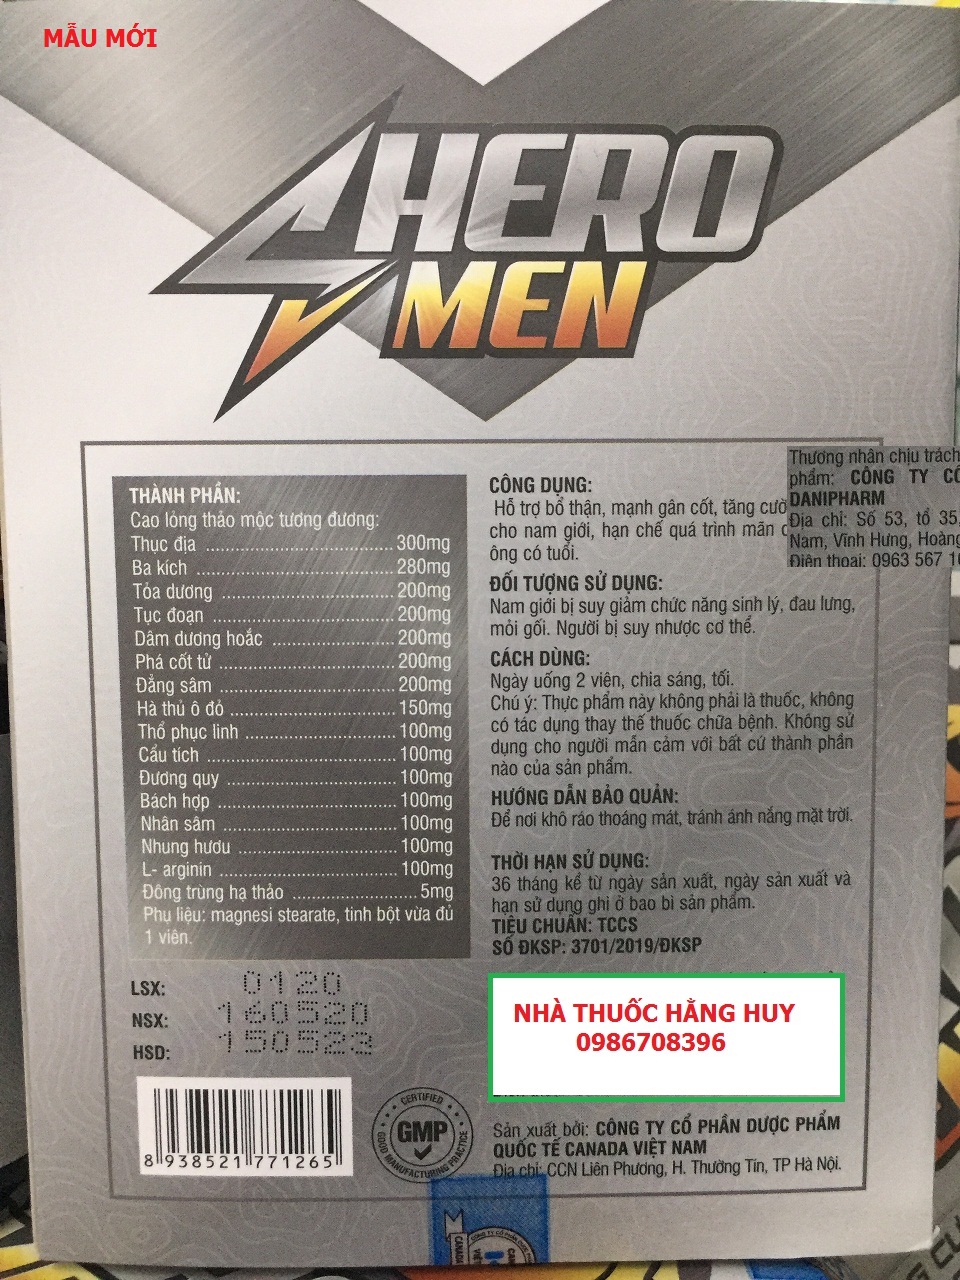 MẪU MỚI
HERO
MEN
THÀNH PHẦN:
Cao lỏng thảo mộc tương đương:
Thục địa ........................................ 300mg
Ba kích ........................................ 280mg
Tỏa dương ................................... 200mg
Tục đoạn ..................................... 200mg
Dâm dương hoắc .......................... 200mg
Phá cốt tử .................................... 200mg
Đẳng sâm .................................... 200mg
Hà thủ ô đỏ .................................. 150mg
Thổ phục linh ............................... 100mg
Cẩu tích ...................................... 100mg
Đương quy ................................... 100mg
Bách hợp ..................................... 100mg
Nhân sâm .................................... 100mg
Nhung hươu ................................. 100mg
L- arginin ..................................... 100mg
Đông trùng hạ thảo ....................... 5mg
Phụ liệu: magnesi stearate, tinh bột vừa đủ
1 viên.
LSX: 0120
NSX: 160520
HSD: 150523
8 938521 771265
CERTIFIED
GMP
GOOD MANUFACTURING PRACTICE
CÔNG DỤNG:
Hỗ trợ bổ thận, mạnh gân cốt, tăng cườ
cho nam giới, hạn chế quá trình mãn
ông có tuổi.
ĐỐI TƯỢNG SỬ DỤNG:
Nam giới bị suy giảm chức năng sinh lý, đau lưng,
mỏi gối. Người bị suy nhược cơ thể.
CÁCH DÙNG:
Ngày uống 2 viên, chia sáng, tối.
Chú ý: Thực phẩm này không phải là thuốc, không
có tác dụng thay thế thuốc chữa bệnh. Không sử
dụng cho người mẫn cảm với bất cứ thành phần
nào của sản phẩm.
HƯỚNG DẪN BẢO QUẢN:
Để nơi khô ráo thoáng mát, tránh ánh nắng mặt trời.
THỜI HẠN SỬ DỤNG:
36 tháng kể từ ngày sản xuất, ngày sản xuất và
hạn sử dụng ghi ở bao bì sản phẩm.
TIÊU CHUẨN: TCCS
SỐ ĐKSP: 3701/2019/ĐKSP
NHÀ THUỐC HẰNG HUY
0986708396
Sản xuất bởi: CÔNG TY CỔ PHẦN DƯỢC PHẨM
QUỐC TẾ CANADA VIỆT NAM
Địa chỉ: CCN Liên Phương, H. Thường Tín, TP Hà Nội.
Thương nhân chịu trách
phẩm: CÔNG TY CỔ
DANIPHARM
Địa chỉ: Số 53, tổ 35,
Nam, Vĩnh Hưng, Hoàng
Điện thoại: 0963 567